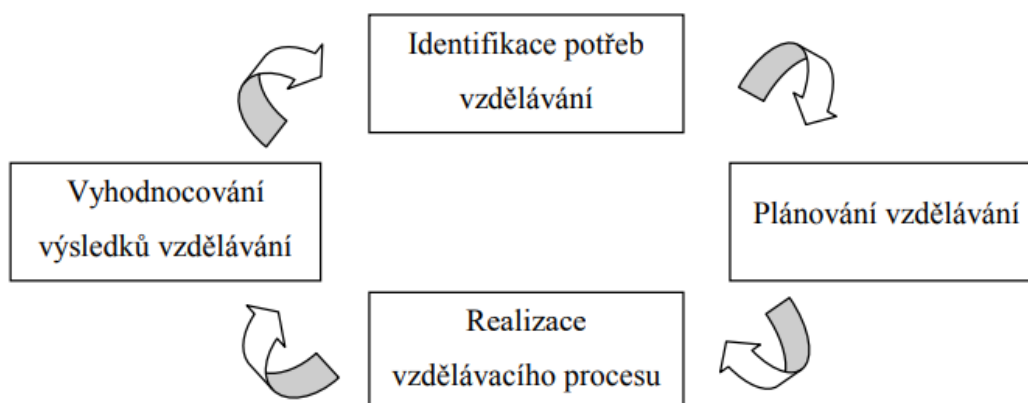 Identifikace potřeb
vzdělávání
Vyhodnocování
výsledků vzdělávání
Plánování vzdělávání
Realizace
vzdělávacího procesu